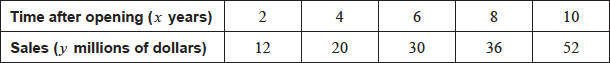 Time after opening (x years) 2 4 6 8 10
Sales (y millions of dollars) 12 20 30 36 52